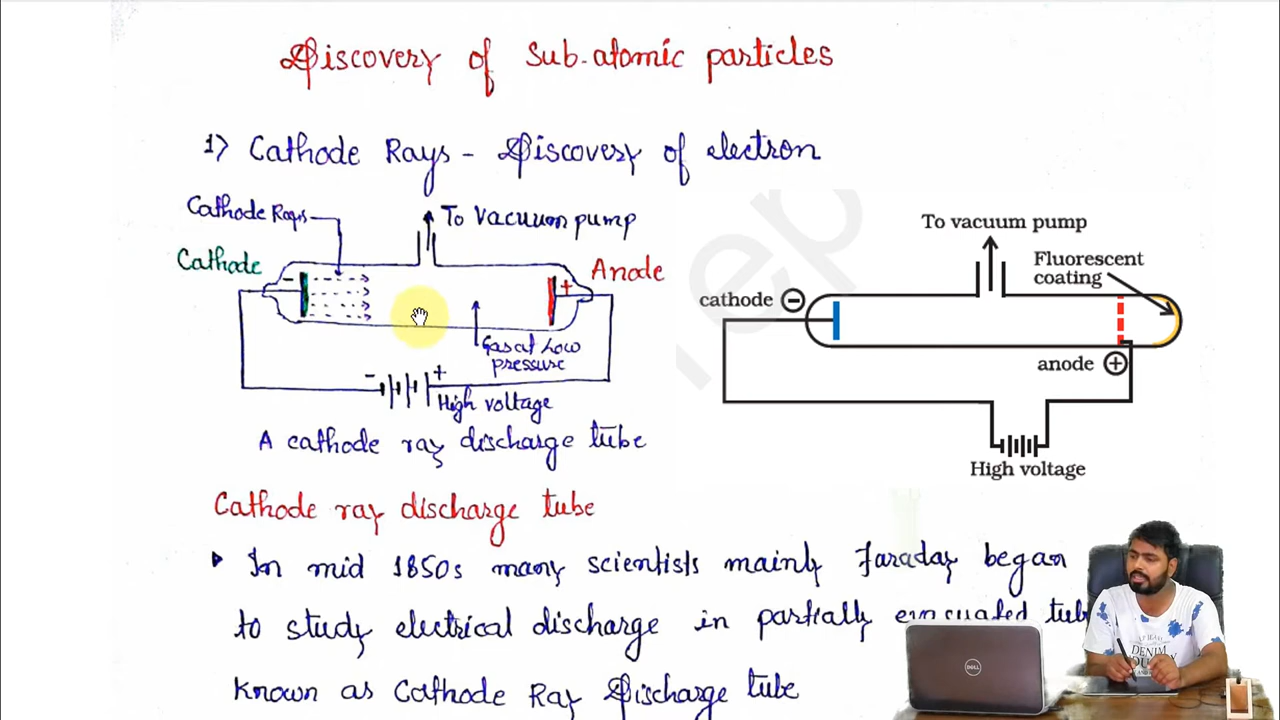 Discovery of Sub-atomic particles
1) Cathode Rays - Discovery of electron
Cathode Rays
To Vacuum pump
Cathode
Anode
-
+
Gas at Low
pressure
-
+
High voltage
A cathode ray discharge tube
To vacuum pump
Fluorescent
coating
cathode -
anode +
High voltage
Cathode ray discharge tube
In mid 1850s many scientists mainly Faraday began
to study electrical discharge in partially evacuated tub
known as Cathode Ray Discharge tube
DELL
DENIM